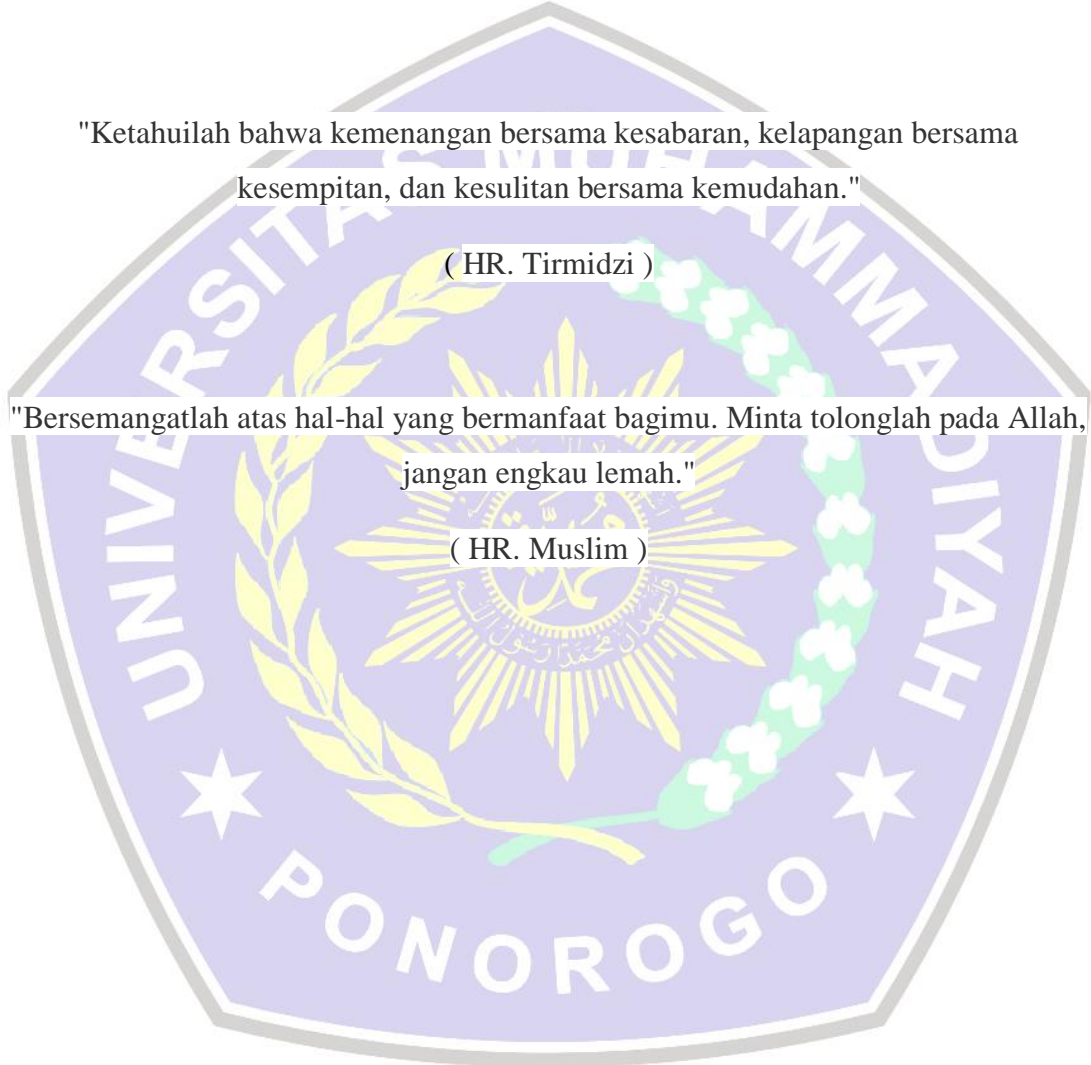 "Ketahuilah bahwa kemenangan bersama kesabaran, kelapangan bersama
kesempitan, dan kesulitan bersama kemudahan."
( HR. Tirmidzi )
"Bersemangatlah atas hal-hal yang bermanfaat bagimu. Minta tolonglah pada Allah,
jangan engkau lemah."
( HR. Muslim )
UNIVERSITAS MUHAMMADIYAH
PONOROGO
محمد